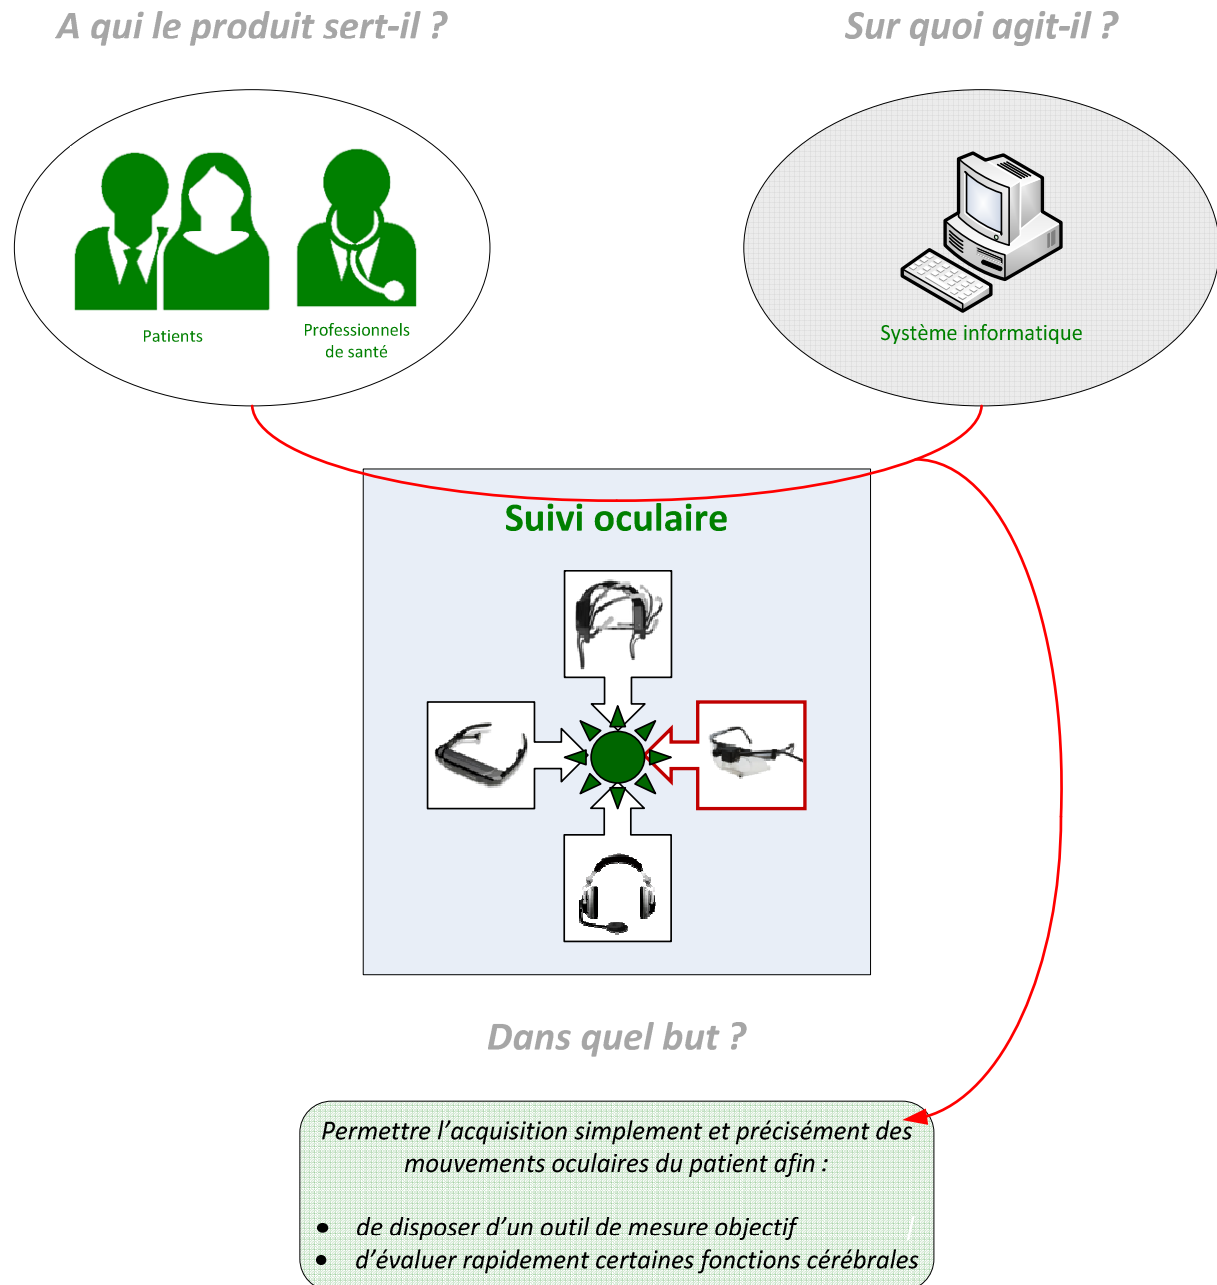 A qui le produit sert-il ?
Sur quoi agit-il ?
Patients
Professionnels
de santé
Système informatique
Suivi oculaire
Dans quel but ?
Permettre l’acquisition simplement et précisément des
mouvements oculaires du patient afin :
● de disposer d’un outil de mesure objectif /
● d’évaluer rapidement certaines fonctions cérébrales